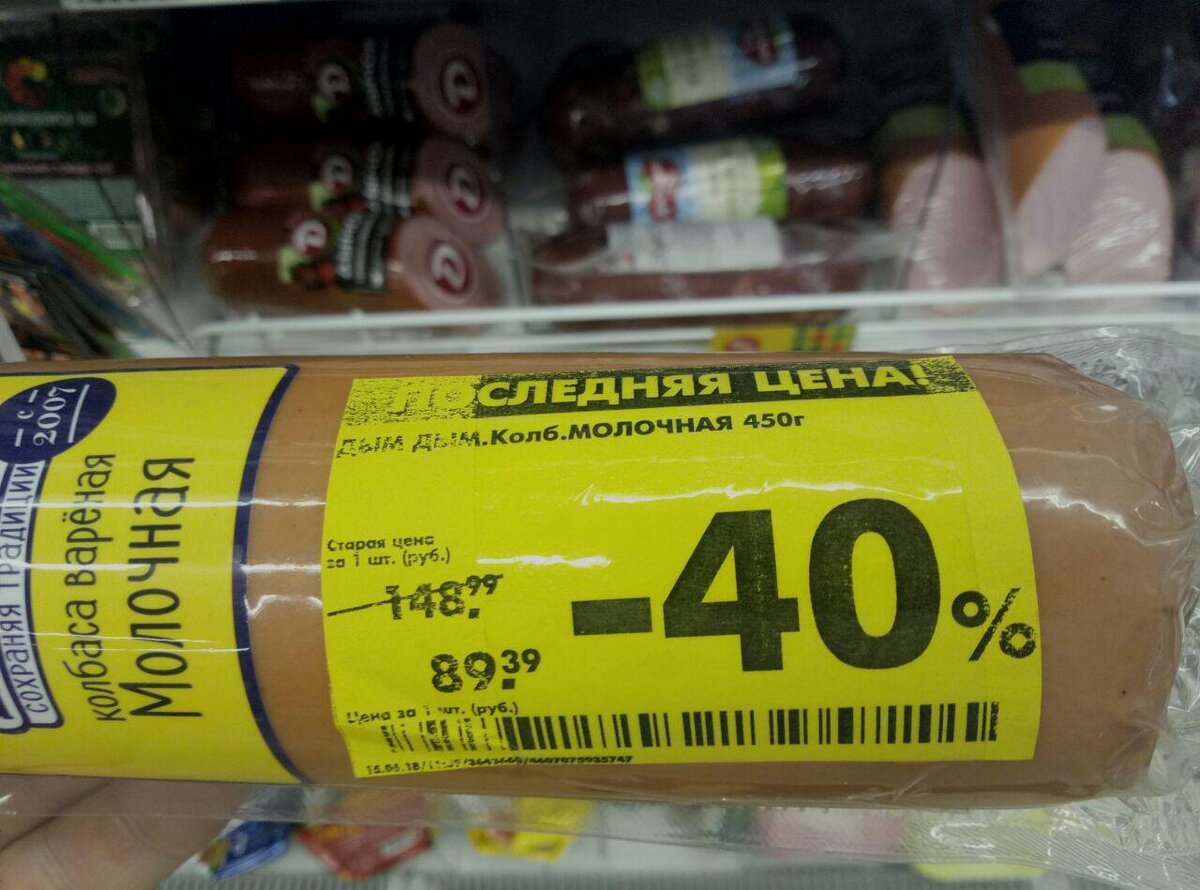 – с –
2007
СОХРАНЯЯ ТРАДИЦИИ
колбаса варёная
Молочная
ПОСЛЕДНЯЯ ЦЕНА!
ДЫМ ДЫМ.Колб.МОЛОЧНАЯ 450г
Старая цена
за 1 шт. (руб.)
148.99
-40%
89.39
Цена за 1 шт. (руб.)